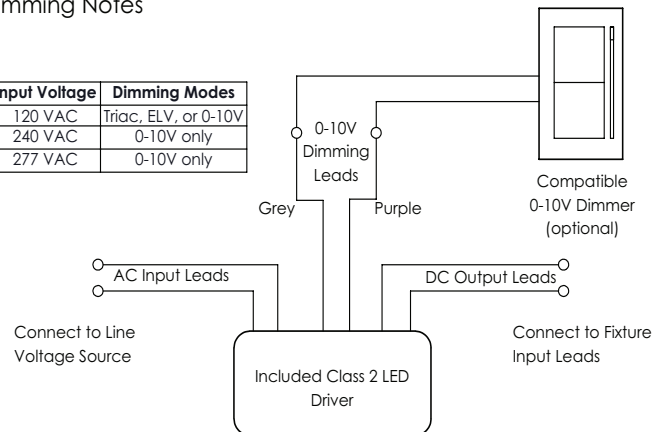 mming Notes
nput Voltage Dimming Modes
120 VAC Triac, ELV, or 0-10V
240 VAC 0-10V only
277 VAC 0-10V only
0-10V
Dimming
Leads
Grey
Purple
Compatible
0-10V Dimmer
(optional)
AC Input Leads
DC Output Leads
Connect to Line
Voltage Source
Connect to Fixture
Input Leads
Included Class 2 LED
Driver